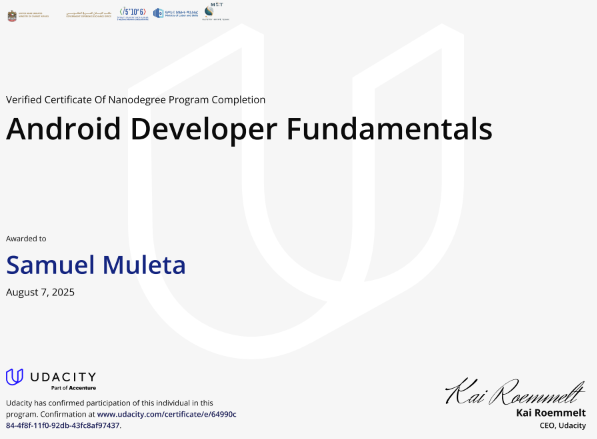 Verified Certificate Of Nanodegree Program Completion
Android Developer Fundamentals
Awarded to
Samuel Muleta
August 7, 2025
UDACITY
Part of Accenture
Udacity has confirmed participation of this individual in this
program. Confirmation at www.udacity.com/certificate/e/64990c
84-4f8f-11f0-92db-43fc8af97437.
Kai Roemmelt
Kai Roemmelt
CEO, Udacity